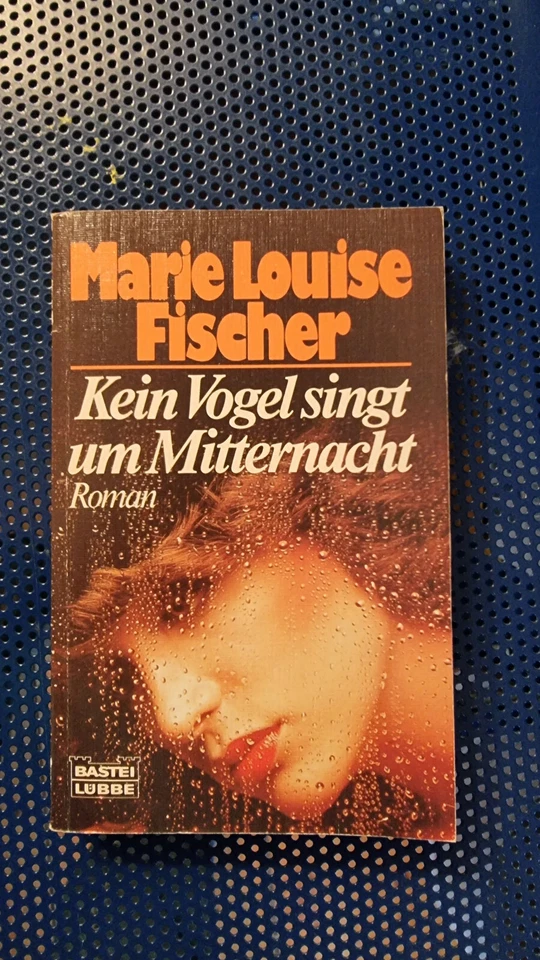 Marie Louise
Fischer
Kein Vogel singt
um Mitternacht
Roman
BASTEI
LÜBBE